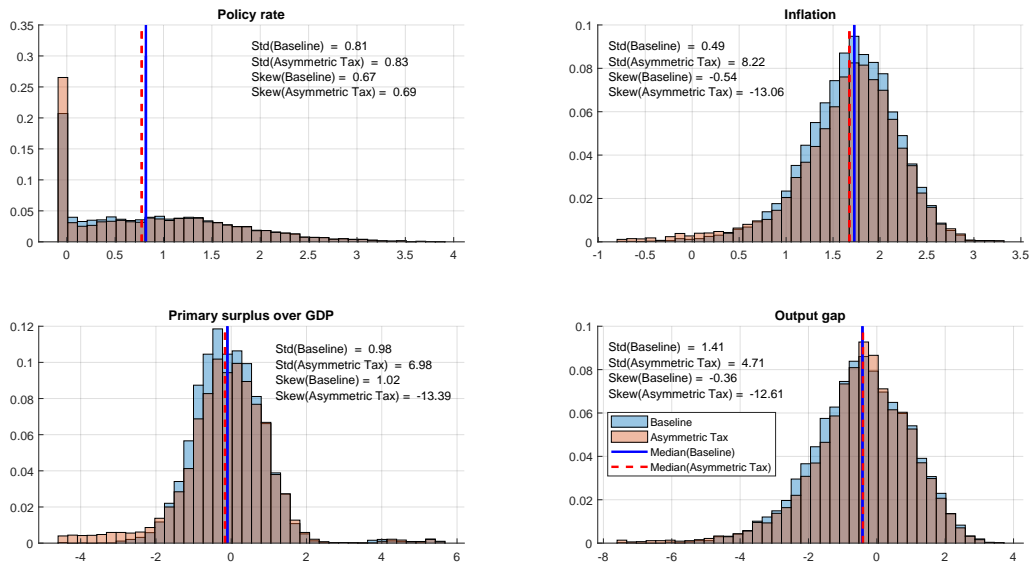 Policy rate
0.35
0.3
0.25
0.2
0.15
0.1
0.05
0
Std(Baseline) = 0.81
Std(Asymmetric Tax) = 0.83
Skew(Baseline) = 0.67
Skew(Asymmetric Tax) = 0.69
0 0.5 1 1.5 2 2.5 3 3.5 4
Inflation
0.1
0.08
0.06
0.04
0.02
0
Std(Baseline) = 0.49
Std(Asymmetric Tax) = 8.22
Skew(Baseline) = -0.54
Skew(Asymmetric Tax) = -13.06
-1 -0.5 0 0.5 1 1.5 2 2.5 3 3.5
Primary surplus over GDP
0.12
0.1
0.08
0.06
0.04
0.02
0
Std(Baseline) = 0.98
Std(Asymmetric Tax) = 6.98
Skew(Baseline) = 1.02
Skew(Asymmetric Tax) = -13.39
-4 -2 0 2 4 6
Output gap
0.1
0.08
0.06
0.04
0.02
0
Std(Baseline) = 1.41
Std(Asymmetric Tax) = 4.71
Skew(Baseline) = -0.36
Skew(Asymmetric Tax) = -12.61
Baseline
Asymmetric Tax
Median(Baseline)
Median(Asymmetric Tax)
-8 -6 -4 -2 0 2 4